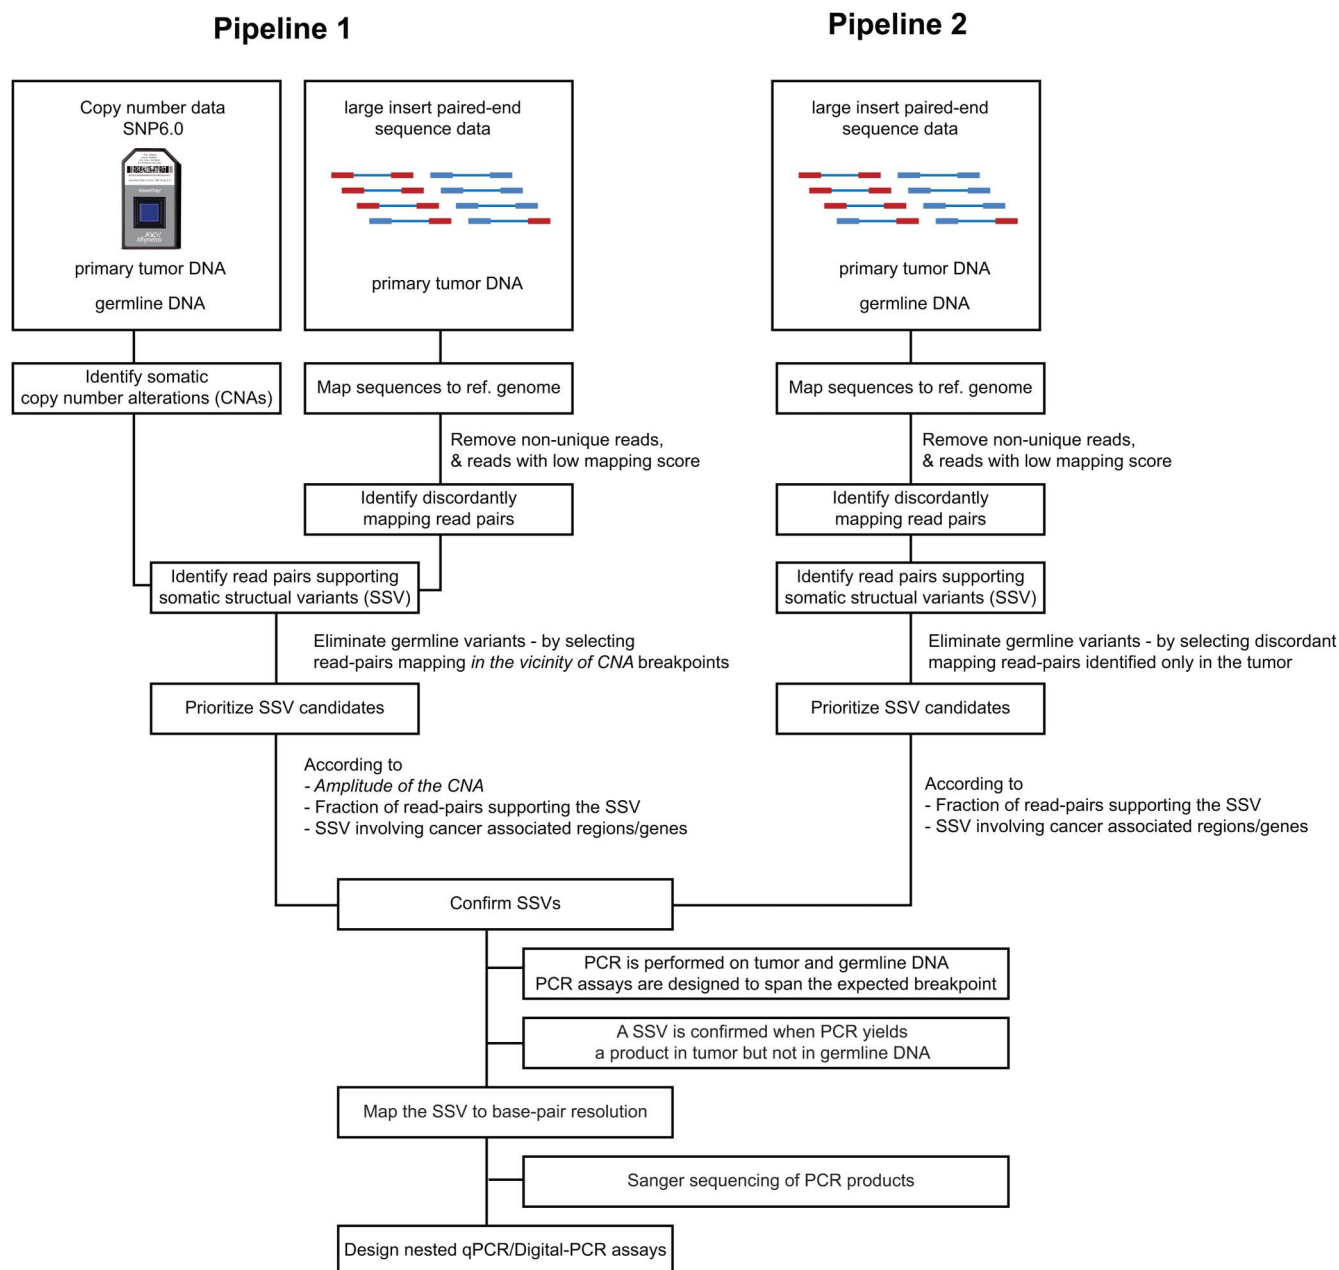 Pipeline 1
Pipeline 2
Copy number data
SNP6.0
GeneChip
Affymetrix
primary tumor DNA
germline DNA
large insert paired-end
sequence data
primary tumor DNA
large insert paired-end
sequence data
primary tumor DNA
germline DNA
Identify somatic
copy number alterations (CNAs)
Map sequences to ref. genome
Map sequences to ref. genome
Remove non-unique reads,
& reads with low mapping score
Remove non-unique reads,
& reads with low mapping score
Identify discordantly
mapping read pairs
Identify discordantly
mapping read pairs
Identify read pairs supporting
somatic structual variants (SSV)
Identify read pairs supporting
somatic structual variants (SSV)
Eliminate germline variants - by selecting
read-pairs mapping in the vicinity of CNA breakpoints
Eliminate germline variants - by selecting discordant
mapping read-pairs identified only in the tumor
Prioritize SSV candidates
Prioritize SSV candidates
According to
- Amplitude of the CNA
- Fraction of read-pairs supporting the SSV
- SSV involving cancer associated regions/genes
According to
- Fraction of read-pairs supporting the SSV
- SSV involving cancer associated regions/genes
Confirm SSVs
PCR is performed on tumor and germline DNA
PCR assays are designed to span the expected breakpoint
A SSV is confirmed when PCR yields
a product in tumor but not in germline DNA
Map the SSV to base-pair resolution
Sanger sequencing of PCR products
Design nested qPCR/Digital-PCR assays